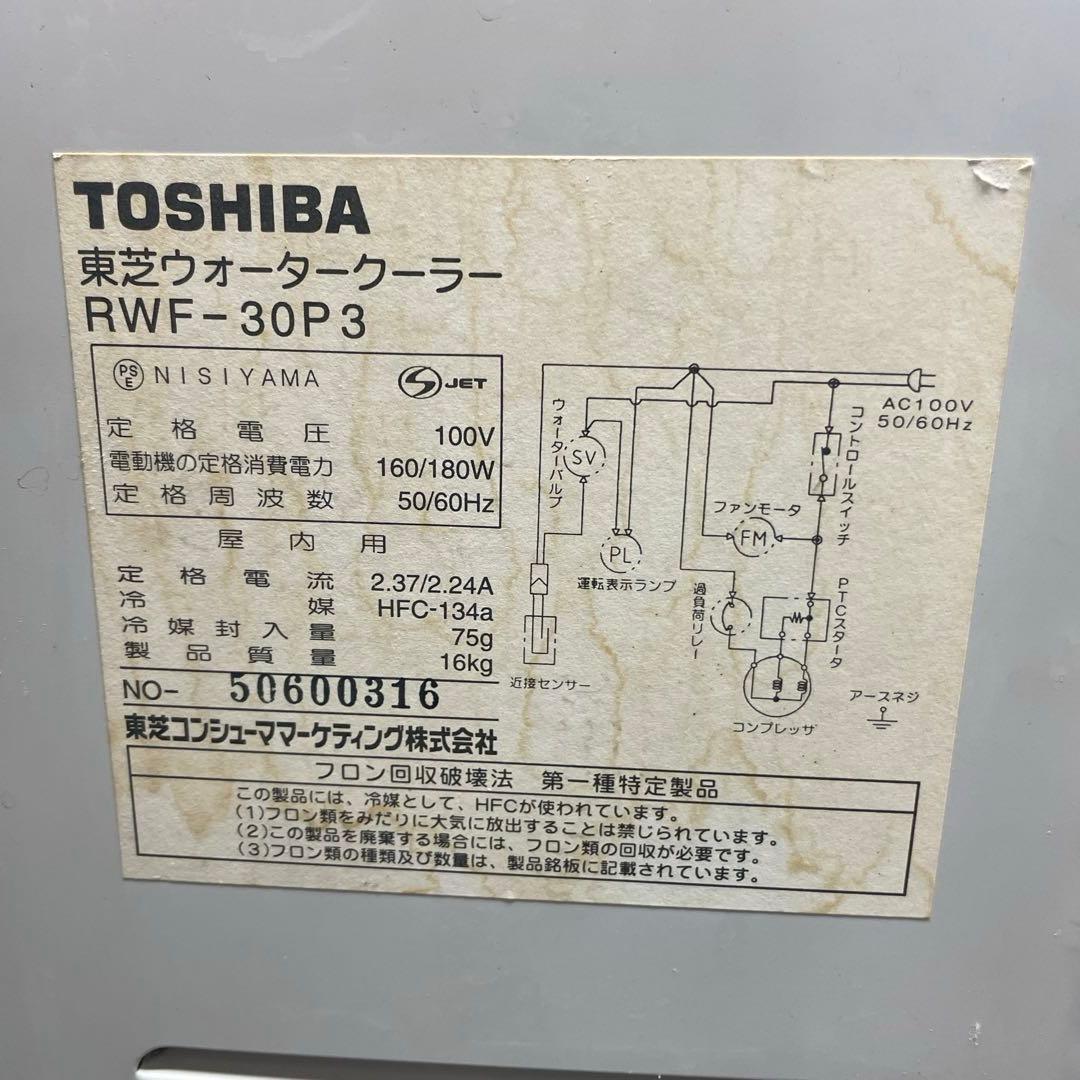 TOSHIBA
東芝ウォータークーラー
RWF-30P3
PSE NISIYAMA S JET
定格電圧 100V
電動機の定格消費電力 160/180W
定格周波数 50/60Hz
屋内用
定格電流 2.37/2.24A
冷媒 HFC-134a
冷媒封入量 75g
製品質量 16kg
NO- 50600316
東芝コンシューママーケティング株式会社
AC100V
50/60Hz
ウォーターバルブ
SV
コントロールスイッチ
ファンモータ
FM
PL
運転表示ランプ
過負荷リレー
PTCスタータ
近接センサー
コンプレッサ
アースネジ
フロン回収破壊法 第一種特定製品
この製品には、冷媒として、HFCが使われています。
(1)フロン類をみだりに大気に放出することは禁じられています。
(2)この製品を廃棄する場合には、フロン類の回収が必要です。
(3)フロン類の種類及び数量は、製品銘板に記載されています。